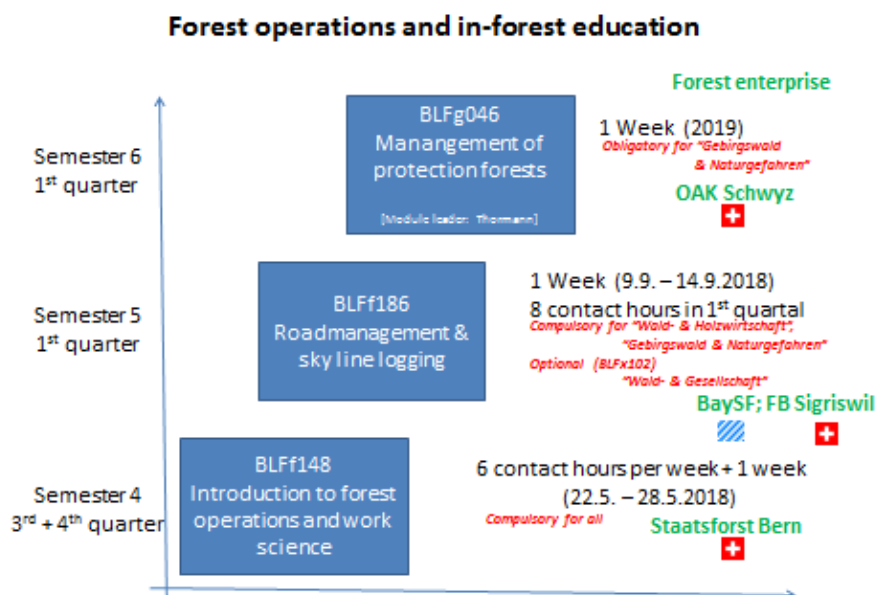 Forest operations and in-forest education
Forest enterprise
Semester 6
1st quarter
BLFg046
Manangement of
protection forests
[Module leader: Thormann]
1 Week (2019)
Obligatory for "Gebirgswald
& Naturgefahren"
OAK Schwyz
Semester 5
1st quarter
BLFf186
Roadmanagement &
sky line logging
1 Week (9.9. – 14.9.2018)
8 contact hours in 1st quartal
Compulsory for "Wald- & Holzwirtschaft",
"Gebirgswald & Naturgefahren"
Optional (BLFx102)
"Wald- & Gesellschaft"
BaySF; FB Sigriswil
Semester 4
3rd + 4th quarter
BLFf148
Introduction to forest
operations and work
science
6 contact hours per week + 1 week
(22.5. – 28.5.2018)
Compulsory for all
Staatsforst Bern